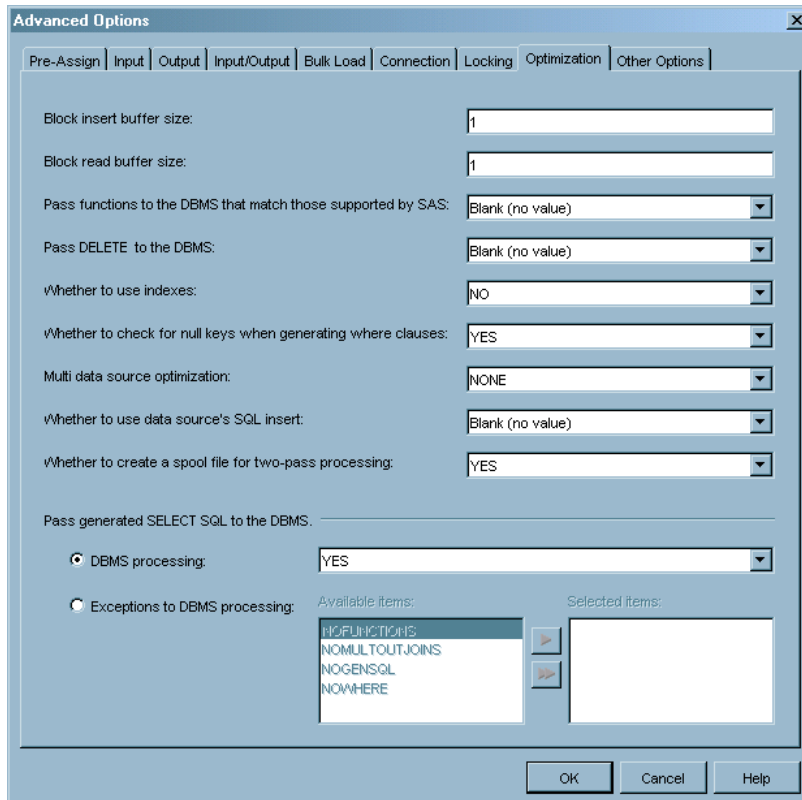 Advanced Options
Pre-Assign Input Output Input/Output Bulk Load Connection Locking Optimization Other Options
Block insert buffer size: 1
Block read buffer size: 1
Pass functions to the DBMS that match those supported by SAS: Blank (no value)
Pass DELETE to the DBMS: Blank (no value)
Whether to use indexes: NO
Whether to check for null keys when generating where clauses: YES
Multi data source optimization: NONE
Whether to use data source's SQL insert: Blank (no value)
Whether to create a spool file for two-pass processing: YES
Pass generated SELECT SQL to the DBMS.
DBMS processing: YES
Exceptions to DBMS processing: Available items: Selected items:
NOFUNCTIONS
NOMULTOUTJOINS
NOGENSQL
NOWHERE
OK Cancel Help